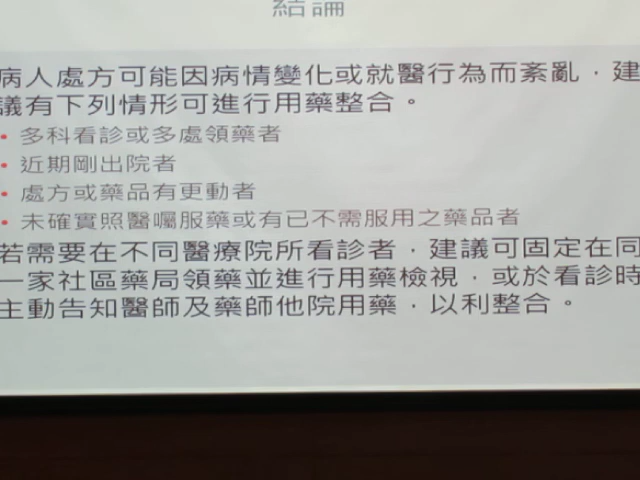 結論
病人處方可能因病情變化或就醫行為而紊亂，建
議有下列情形可進行用藥整合。
• 多科看診或多處領藥者
• 近期剛出院者
• 處方或藥品有更動者
• 未確實照醫囑服藥或有已不需服用之藥品者
若需要在不同醫療院所看診者，建議可固定在同
一家社區藥局領藥並進行用藥檢視，或於看診時
主動告知醫師及藥師他院用藥，以利整合。